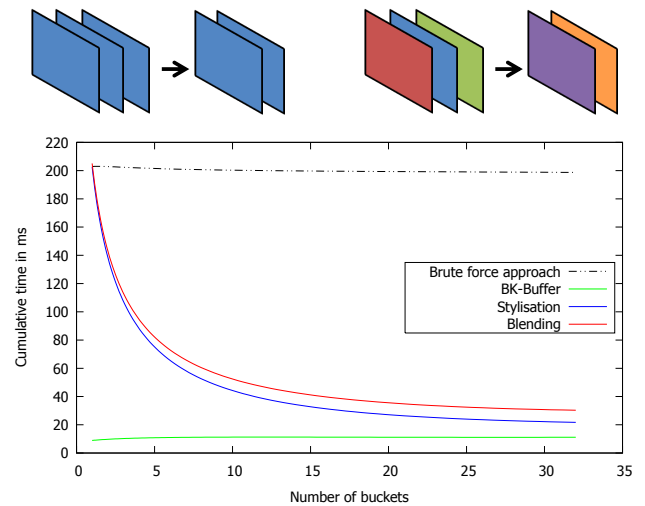 220
200
180
160
140
120
100
80
60
40
20
0
Cumulative time in ms
Brute force approach
BK-Buffer
Stylisation
Blending
0 5 10 15 20 25 30 35
Number of buckets